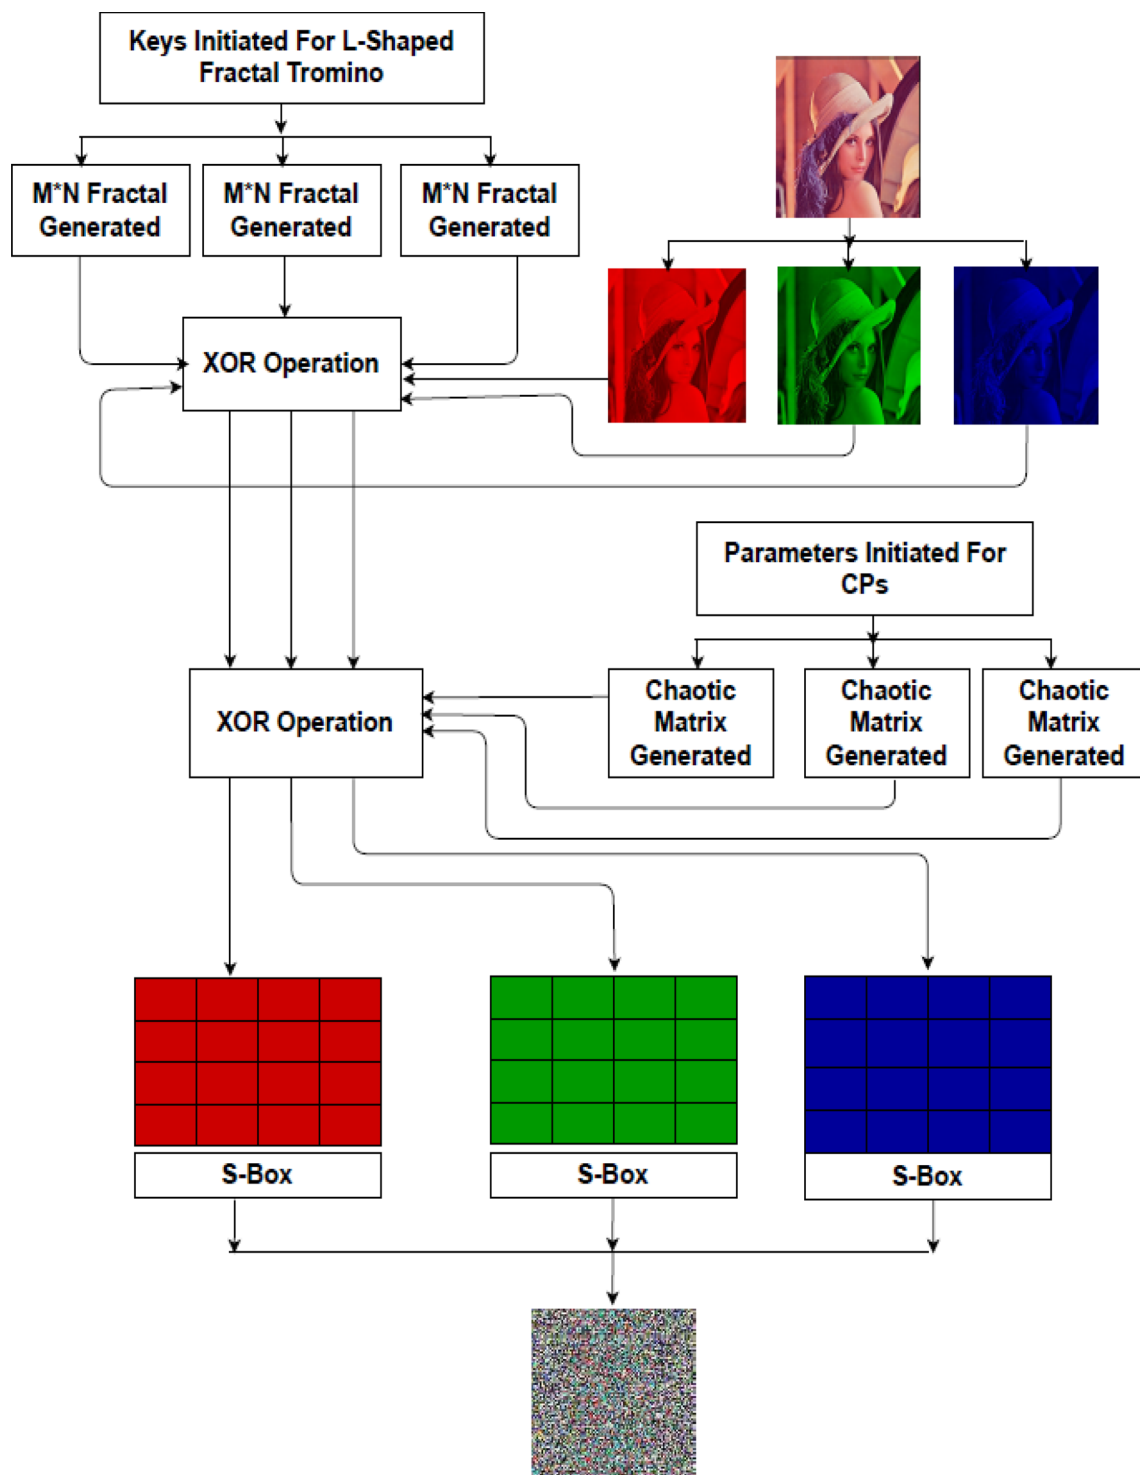 Keys Initiated For L-Shaped
Fractal Tromino
M*N Fractal
Generated
M*N Fractal
Generated
M*N Fractal
Generated
XOR Operation
Parameters Initiated For
CPs
XOR Operation
Chaotic
Matrix
Generated
Chaotic
Matrix
Generated
Chaotic
Matrix
Generated
S-Box
S-Box
S-Box